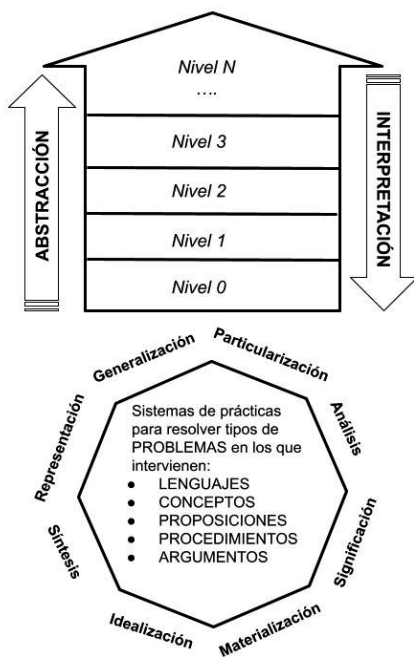 Nivel N
....
Nivel 3
Nivel 2
Nivel 1
Nivel 0
ABSTRACCIÓN
INTERPRETACIÓN
Generalización
Particularización
Representación
Análisis
Sistemas de prácticas
para resolver tipos de
PROBLEMAS en los que
intervienen:
● LENGUAJES
● CONCEPTOS
● PROPOSICIONES
● PROCEDIMIENTOS
● ARGUMENTOS
Síntesis
Significación
Idealización
Materialización